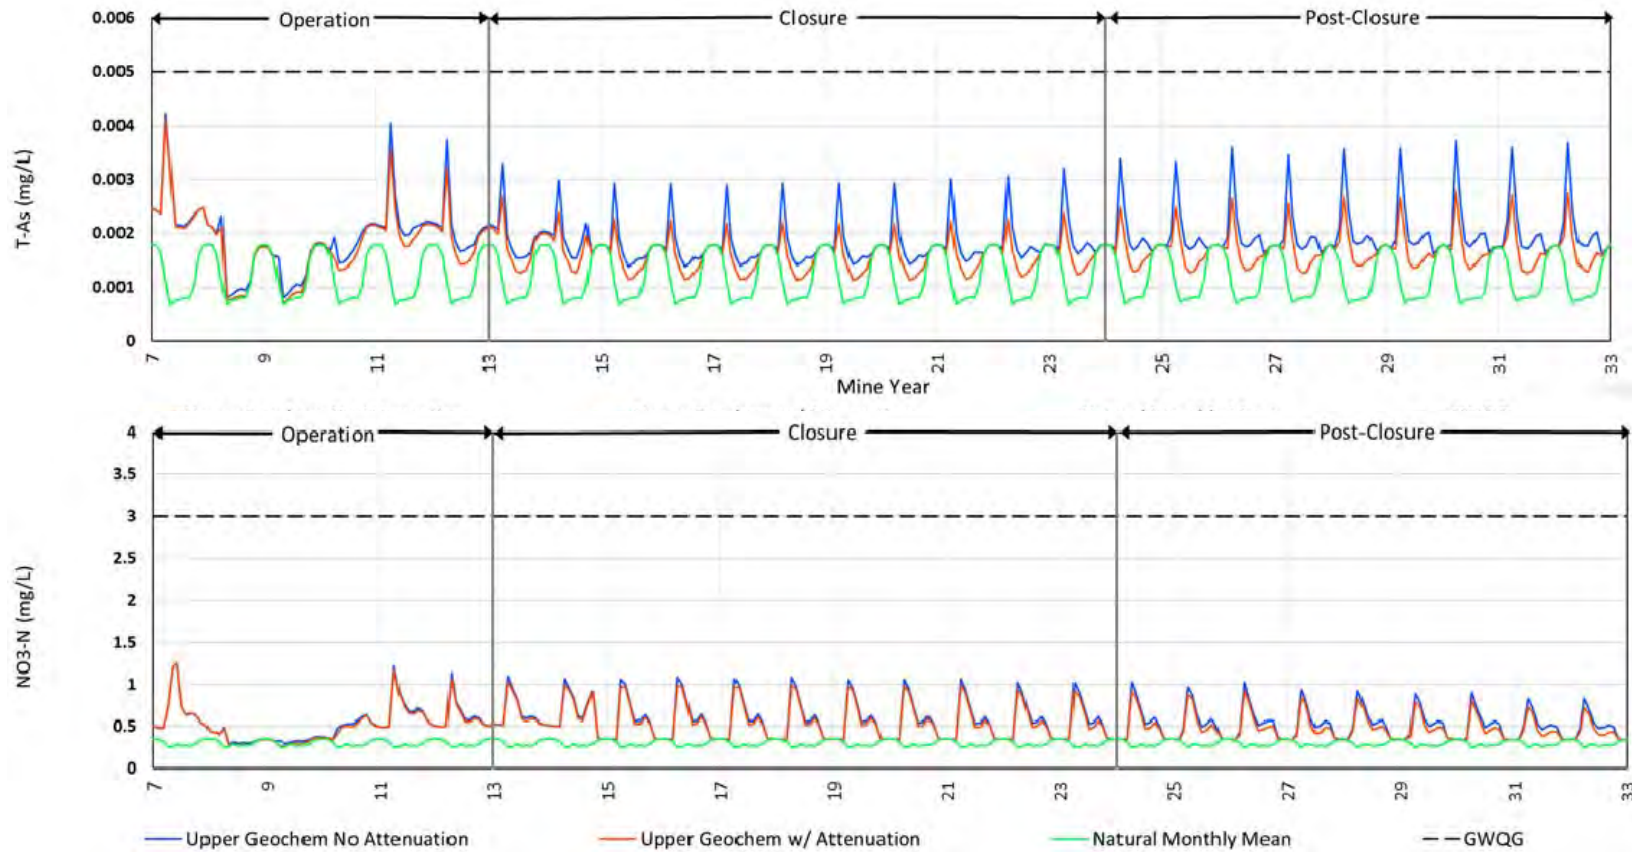 0.006 Operation Closure Post-Closure
0.005
0.004
0.003
0.002
0.001
0
T-As (mg/L)
7 9 11 13 15 17 19 21 23 25 27 29 31 33
Mine Year
4 Operation Closure Post-Closure
3.5
3
2.5
2
1.5
1
0.5
0
NO3-N (mg/L)
7 9 11 13 15 17 19 21 23 25 27 29 31 33
Upper Geochem No Attenuation Upper Geochem w/ Attenuation Natural Monthly Mean GWQG